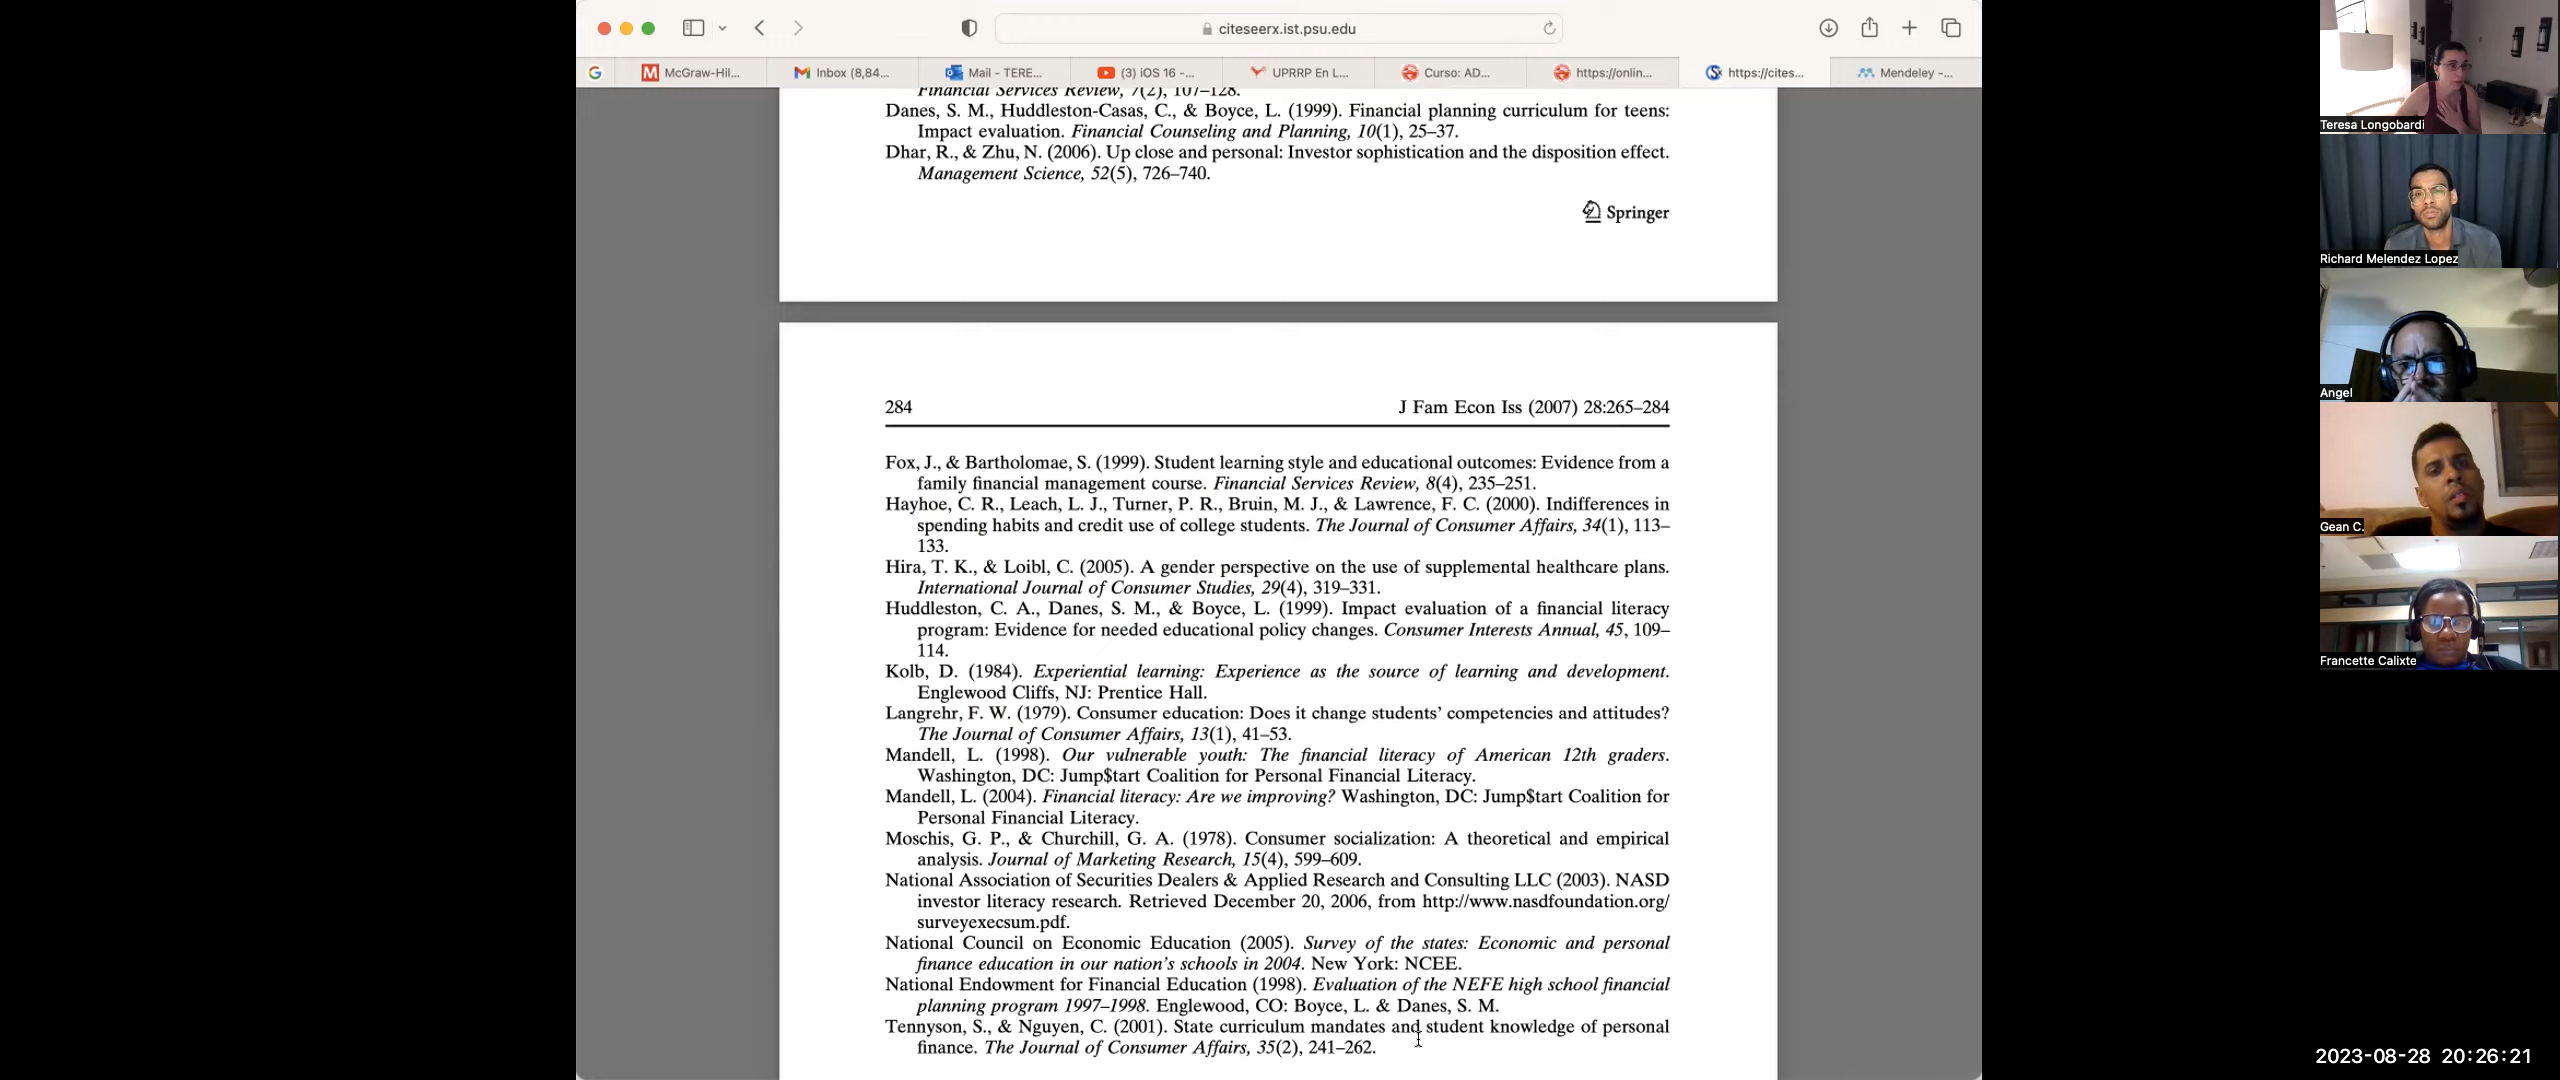 citeseerx.ist.psu.edu
McGraw-Hil...
Inbox (8,84...
Mail - TERE...
(3) iOS 16 -...
UPRRP En L...
Curso: AD...
https://onlin...
https://cites...
Mendeley -...
Financial Services Review, 7(2), 107–128.
Danes, S. M., Huddleston-Casas, C., & Boyce, L. (1999). Financial planning curriculum for teens:
Impact evaluation. Financial Counseling and Planning, 10(1), 25–37.
Dhar, R., & Zhu, N. (2006). Up close and personal: Investor sophistication and the disposition effect.
Management Science, 52(5), 726–740.
Springer
284 J Fam Econ Iss (2007) 28:265–284
Fox, J., & Bartholomae, S. (1999). Student learning style and educational outcomes: Evidence from a
family financial management course. Financial Services Review, 8(4), 235–251.
Hayhoe, C. R., Leach, L. J., Turner, P. R., Bruin, M. J., & Lawrence, F. C. (2000). Indifferences in
spending habits and credit use of college students. The Journal of Consumer Affairs, 34(1), 113–
133.
Hira, T. K., & Loibl, C. (2005). A gender perspective on the use of supplemental healthcare plans.
International Journal of Consumer Studies, 29(4), 319–331.
Huddleston, C. A., Danes, S. M., & Boyce, L. (1999). Impact evaluation of a financial literacy
program: Evidence for needed educational policy changes. Consumer Interests Annual, 45, 109–
114.
Kolb, D. (1984). Experiential learning: Experience as the source of learning and development.
Englewood Cliffs, NJ: Prentice Hall.
Langrehr, F. W. (1979). Consumer education: Does it change students’ competencies and attitudes?
The Journal of Consumer Affairs, 13(1), 41–53.
Mandell, L. (1998). Our vulnerable youth: The financial literacy of American 12th graders.
Washington, DC: Jump$tart Coalition for Personal Financial Literacy.
Mandell, L. (2004). Financial literacy: Are we improving? Washington, DC: Jump$tart Coalition for
Personal Financial Literacy.
Moschis, G. P., & Churchill, G. A. (1978). Consumer socialization: A theoretical and empirical
analysis. Journal of Marketing Research, 15(4), 599–609.
National Association of Securities Dealers & Applied Research and Consulting LLC (2003). NASD
investor literacy research. Retrieved December 20, 2006, from http://www.nasdfoundation.org/
surveyexecsum.pdf.
National Council on Economic Education (2005). Survey of the states: Economic and personal
finance education in our nation’s schools in 2004. New York: NCEE.
National Endowment for Financial Education (1998). Evaluation of the NEFE high school financial
planning program 1997–1998. Englewood, CO: Boyce, L. & Danes, S. M.
Tennyson, S., & Nguyen, C. (2001). State curriculum mandates and student knowledge of personal
finance. The Journal of Consumer Affairs, 35(2), 241–262.
Teresa Longobardi
Richard Melendez Lopez
Angel
Gean C.
Francette Calixte
2023-08-28 20:26:21